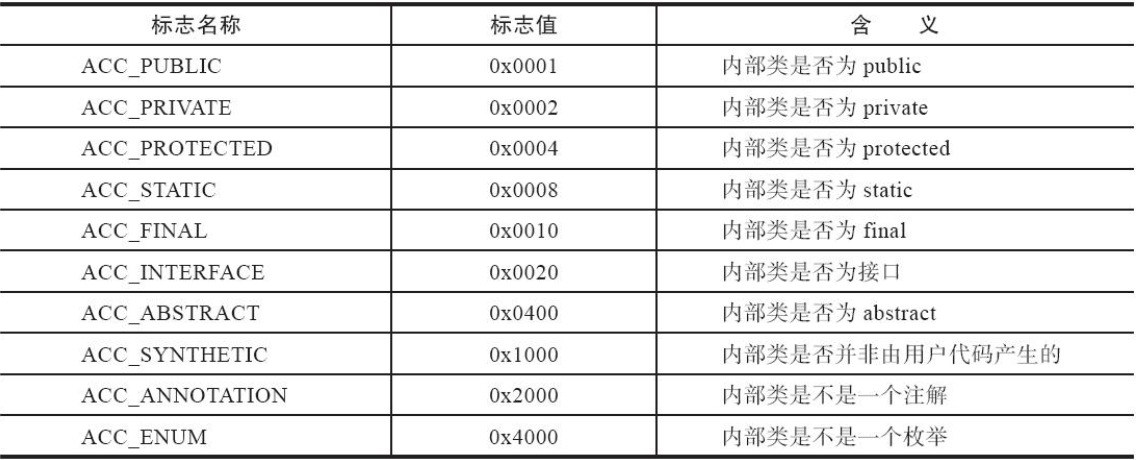 标志名称 标志值 含 义
ACC_PUBLIC 0x0001 内部类是否为 public
ACC_PRIVATE 0x0002 内部类是否为 private
ACC_PROTECTED 0x0004 内部类是否为 protected
ACC_STATIC 0x0008 内部类是否为 static
ACC_FINAL 0x0010 内部类是否为 final
ACC_INTERFACE 0x0020 内部类是否为接口
ACC_ABSTRACT 0x0400 内部类是否为 abstract
ACC_SYNTHETIC 0x1000 内部类是否并非由用户代码产生的
ACC_ANNOTATION 0x2000 内部类是不是一个注解
ACC_ENUM 0x4000 内部类是不是一个枚举